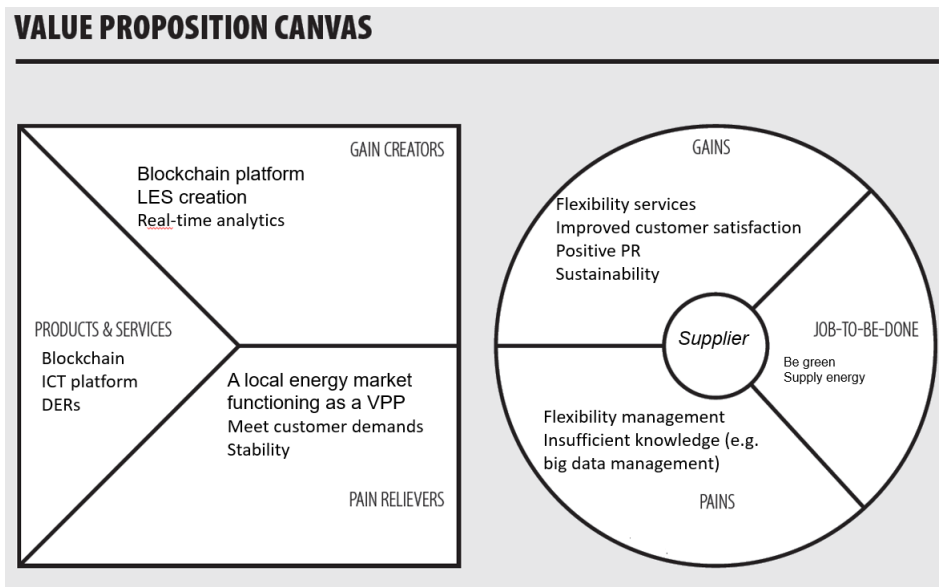 VALUE PROPOSITION CANVAS
GAIN CREATORS
Blockchain platform
LES creation
Real-time analytics
PRODUCTS & SERVICES
Blockchain
ICT platform
DERs
A local energy market
functioning as a VPP
Meet customer demands
Stability
PAIN RELIEVERS
GAINS
Flexibility services
Improved customer satisfaction
Positive PR
Sustainability
Supplier
JOB-TO-BE-DONE
Be green
Supply energy
Flexibility management
Insufficient knowledge (e.g.
big data management)
PAINS